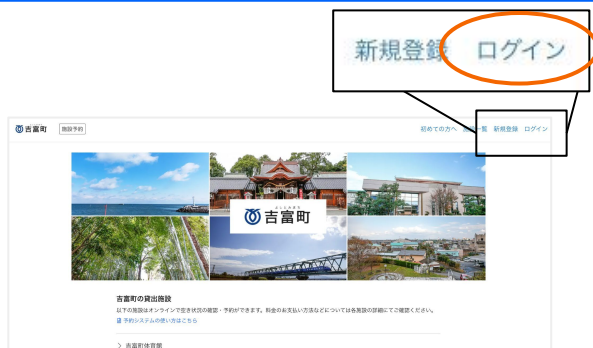 新規登録 ログイン
吉富町 施設予約
初めての方へ 施設一覧 新規登録 ログイン
よしとみまち
吉富町
吉富町の貸出施設
以下の施設はオンラインで空き状況の確認・予約ができます。料金のお支払い方法などについては各施設の詳細にてご確認ください。
予約システムの使い方はこちら
吉富町体育館